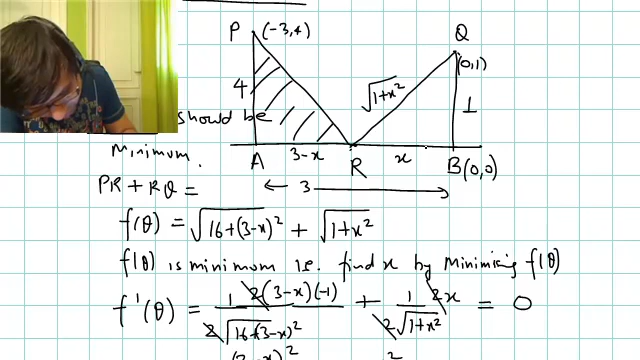 P (-3,4)
Q
(0,1)
4
√1+x²
1
should be
A 3-x R x B(0,0)
Minimum.
← 3 →
PR + RQ =
f(θ) = √16+(3-x)² + √1+x²
f(θ) is minimum i.e. find x by Minimising f(θ)
f'(θ) = 1 2(3-x)(-1) / 2√16+(3-x)² + 1 2x / 2√1+x² = 0